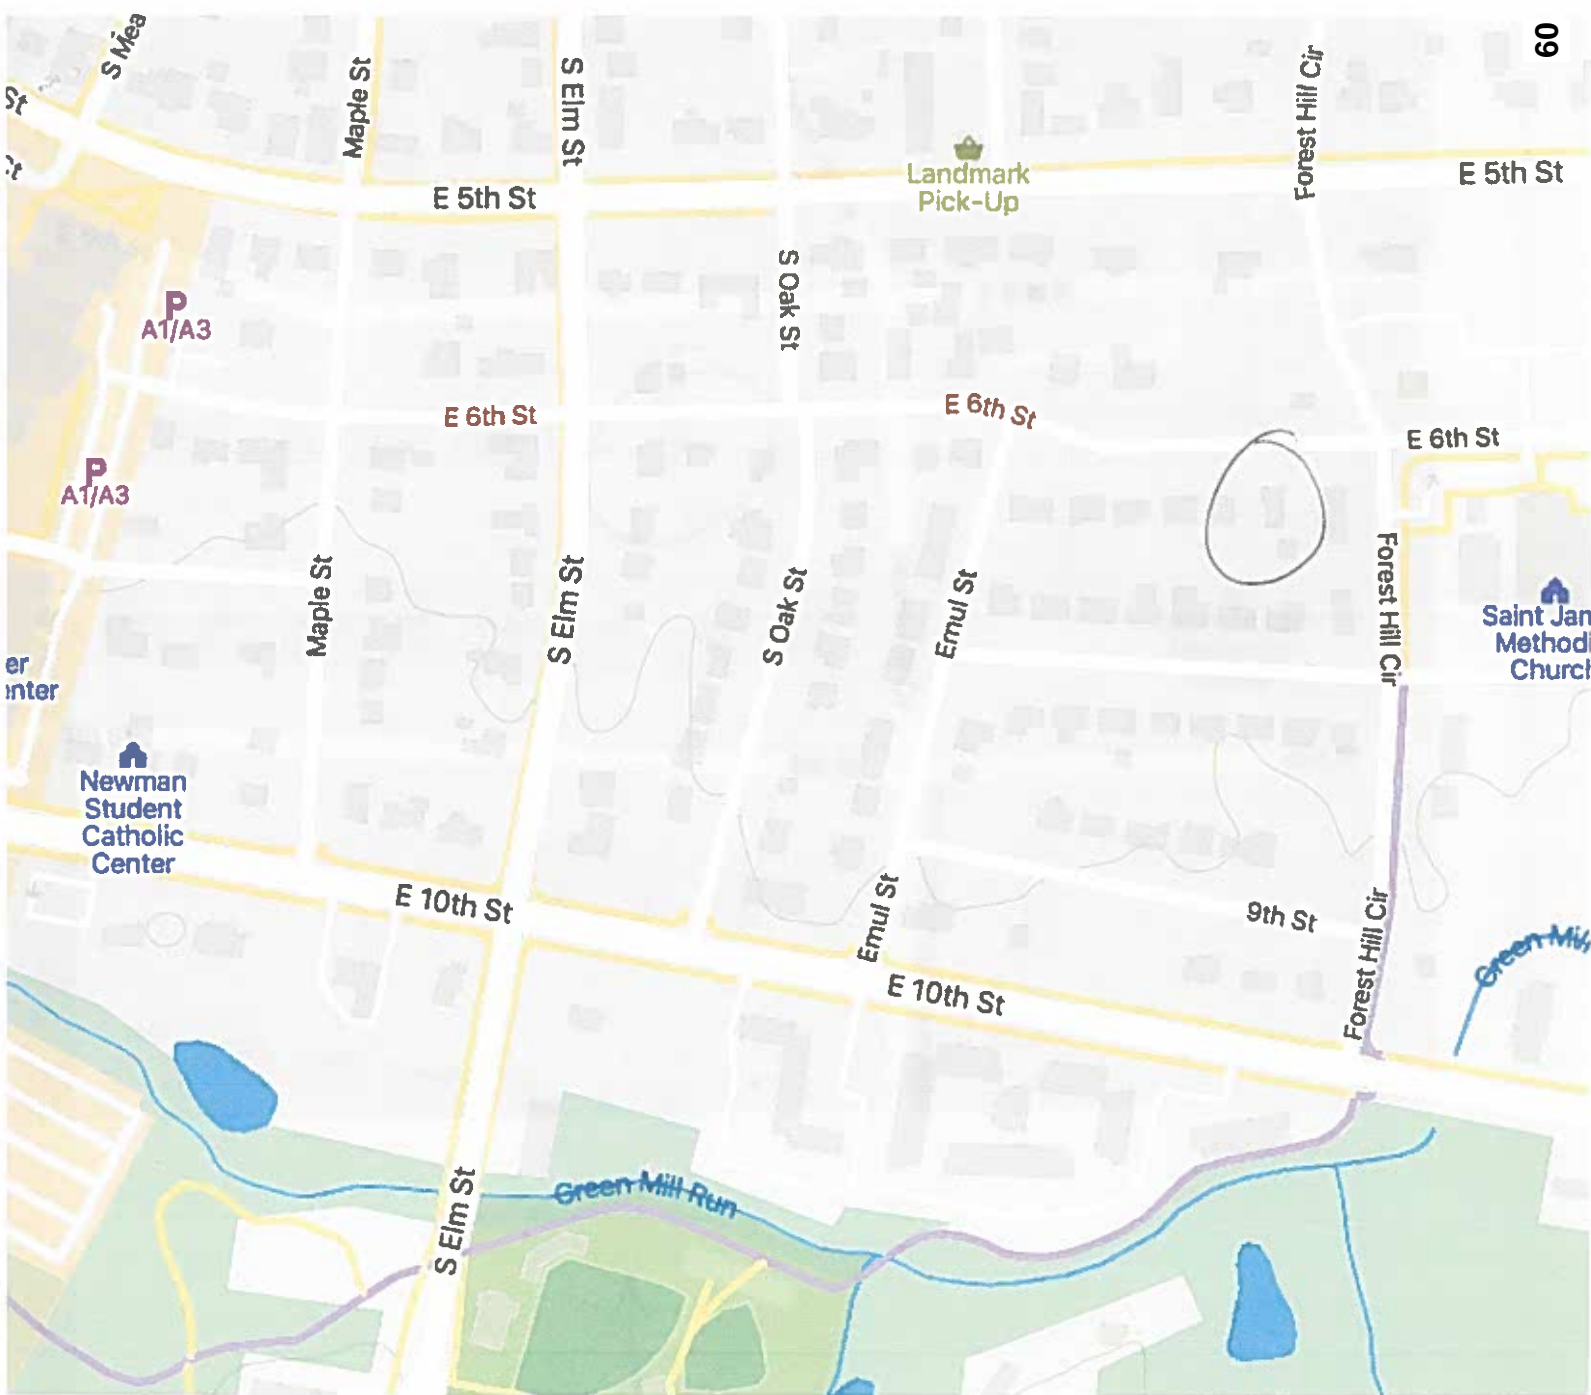 60
S Mea
St
Maple St
S Elm St
Forest Hill Cir
Landmark
Pick-Up
E 5th St
E 5th St
S Oak St
P
A1/A3
E 6th St
E 6th St
E 6th St
P
A1/A3
Maple St
S Elm St
S Oak St
Emul St
Forest Hill Cir
Saint Jam
Methodi
Church
er
enter
Newman
Student
Catholic
Center
E 10th St
Emul St
9th St
Forest Hill Cir
Green Mill
E 10th St
Green Mill Run
S Elm St